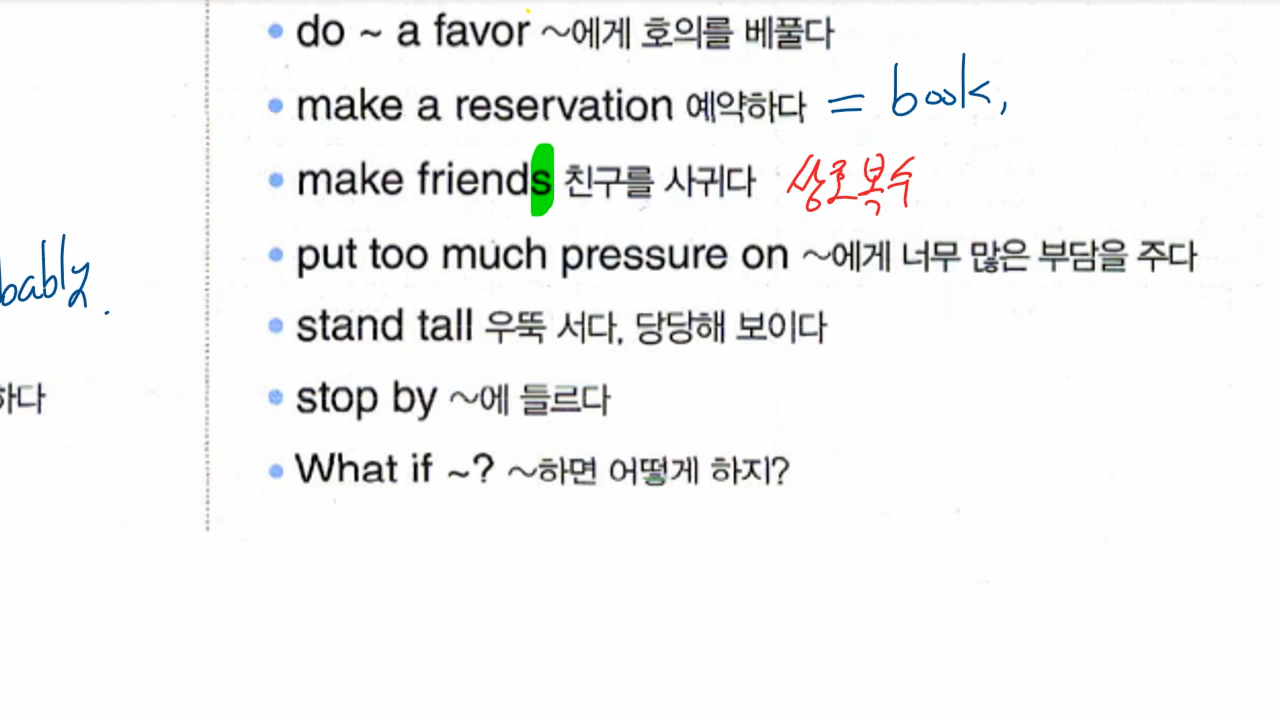 do ~ a favor ~에게 호의를 베풀다
make a reservation 예약하다 = book,
make friends 친구를 사귀다 상호복수
put too much pressure on ~에게 너무 많은 부담을 주다
bably.
stand tall 우뚝 서다, 당당해 보이다
하다
stop by ~에 들르다
What if ~? ~하면 어떻게 하지?